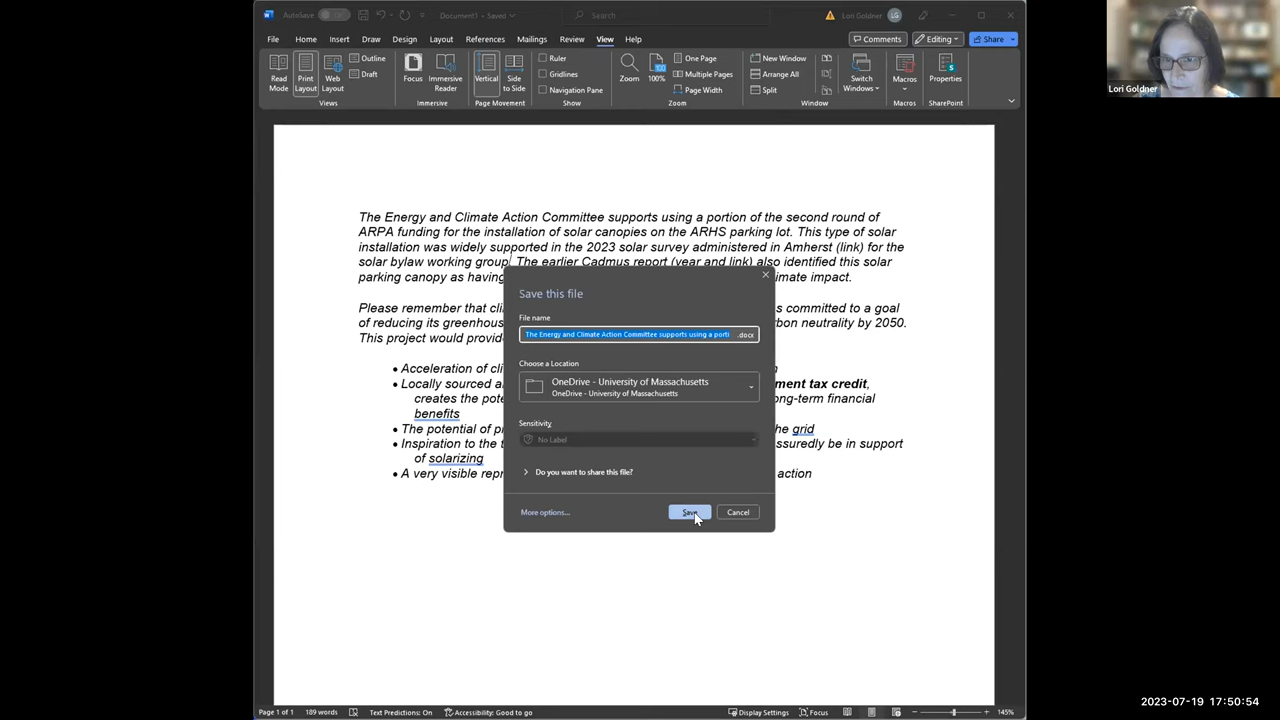 AutoSave
Off
Document1 - Saved
Search
Lori Goldner
LG
File Home Insert Draw Design Layout References Mailings Review View Help
Comments
Editing
Share
Read Mode
Print Layout
Web Layout
Outline
Draft
Views
Focus
Immersive Reader
Immersive
Vertical
Side to Side
Page Movement
Ruler
Gridlines
Navigation Pane
Show
Zoom
100%
One Page
Multiple Pages
Page Width
Zoom
New Window
Arrange All
Split
Window
Switch Windows
Macros
Macros
Properties
SharePoint
Lori Goldner
The Energy and Climate Action Committee supports using a portion of the second round of
ARPA funding for the installation of solar canopies on the ARHS parking lot. This type of solar
installation was widely supported in the 2023 solar survey administered in Amherst (link) for the
solar bylaw working group. The earlier Cadmus report (year and link) also identified this solar
parking canopy as having imate impact.
Please remember that cli s committed to a goal
of reducing its greenhous rbon neutrality by 2050.
This project would provid
• Acceleration of cli n
• Locally sourced a ment tax credit,
creates the pote ong-term financial
benefits
• The potential of p he grid
• Inspiration to the t ssuredly be in support
of solarizing
• A very visible repr action
Save this file
File name
The Energy and Climate Action Committee supports using a porti .docx
Choose a Location
OneDrive - University of Massachusetts
OneDrive - University of Massachusetts
Sensitivity
No Label
Do you want to share this file?
More options...
Save
Cancel
Page 1 of 1 189 words Text Predictions: On Accessibility: Good to go Display Settings Focus 145%
2023-07-19 17:50:54